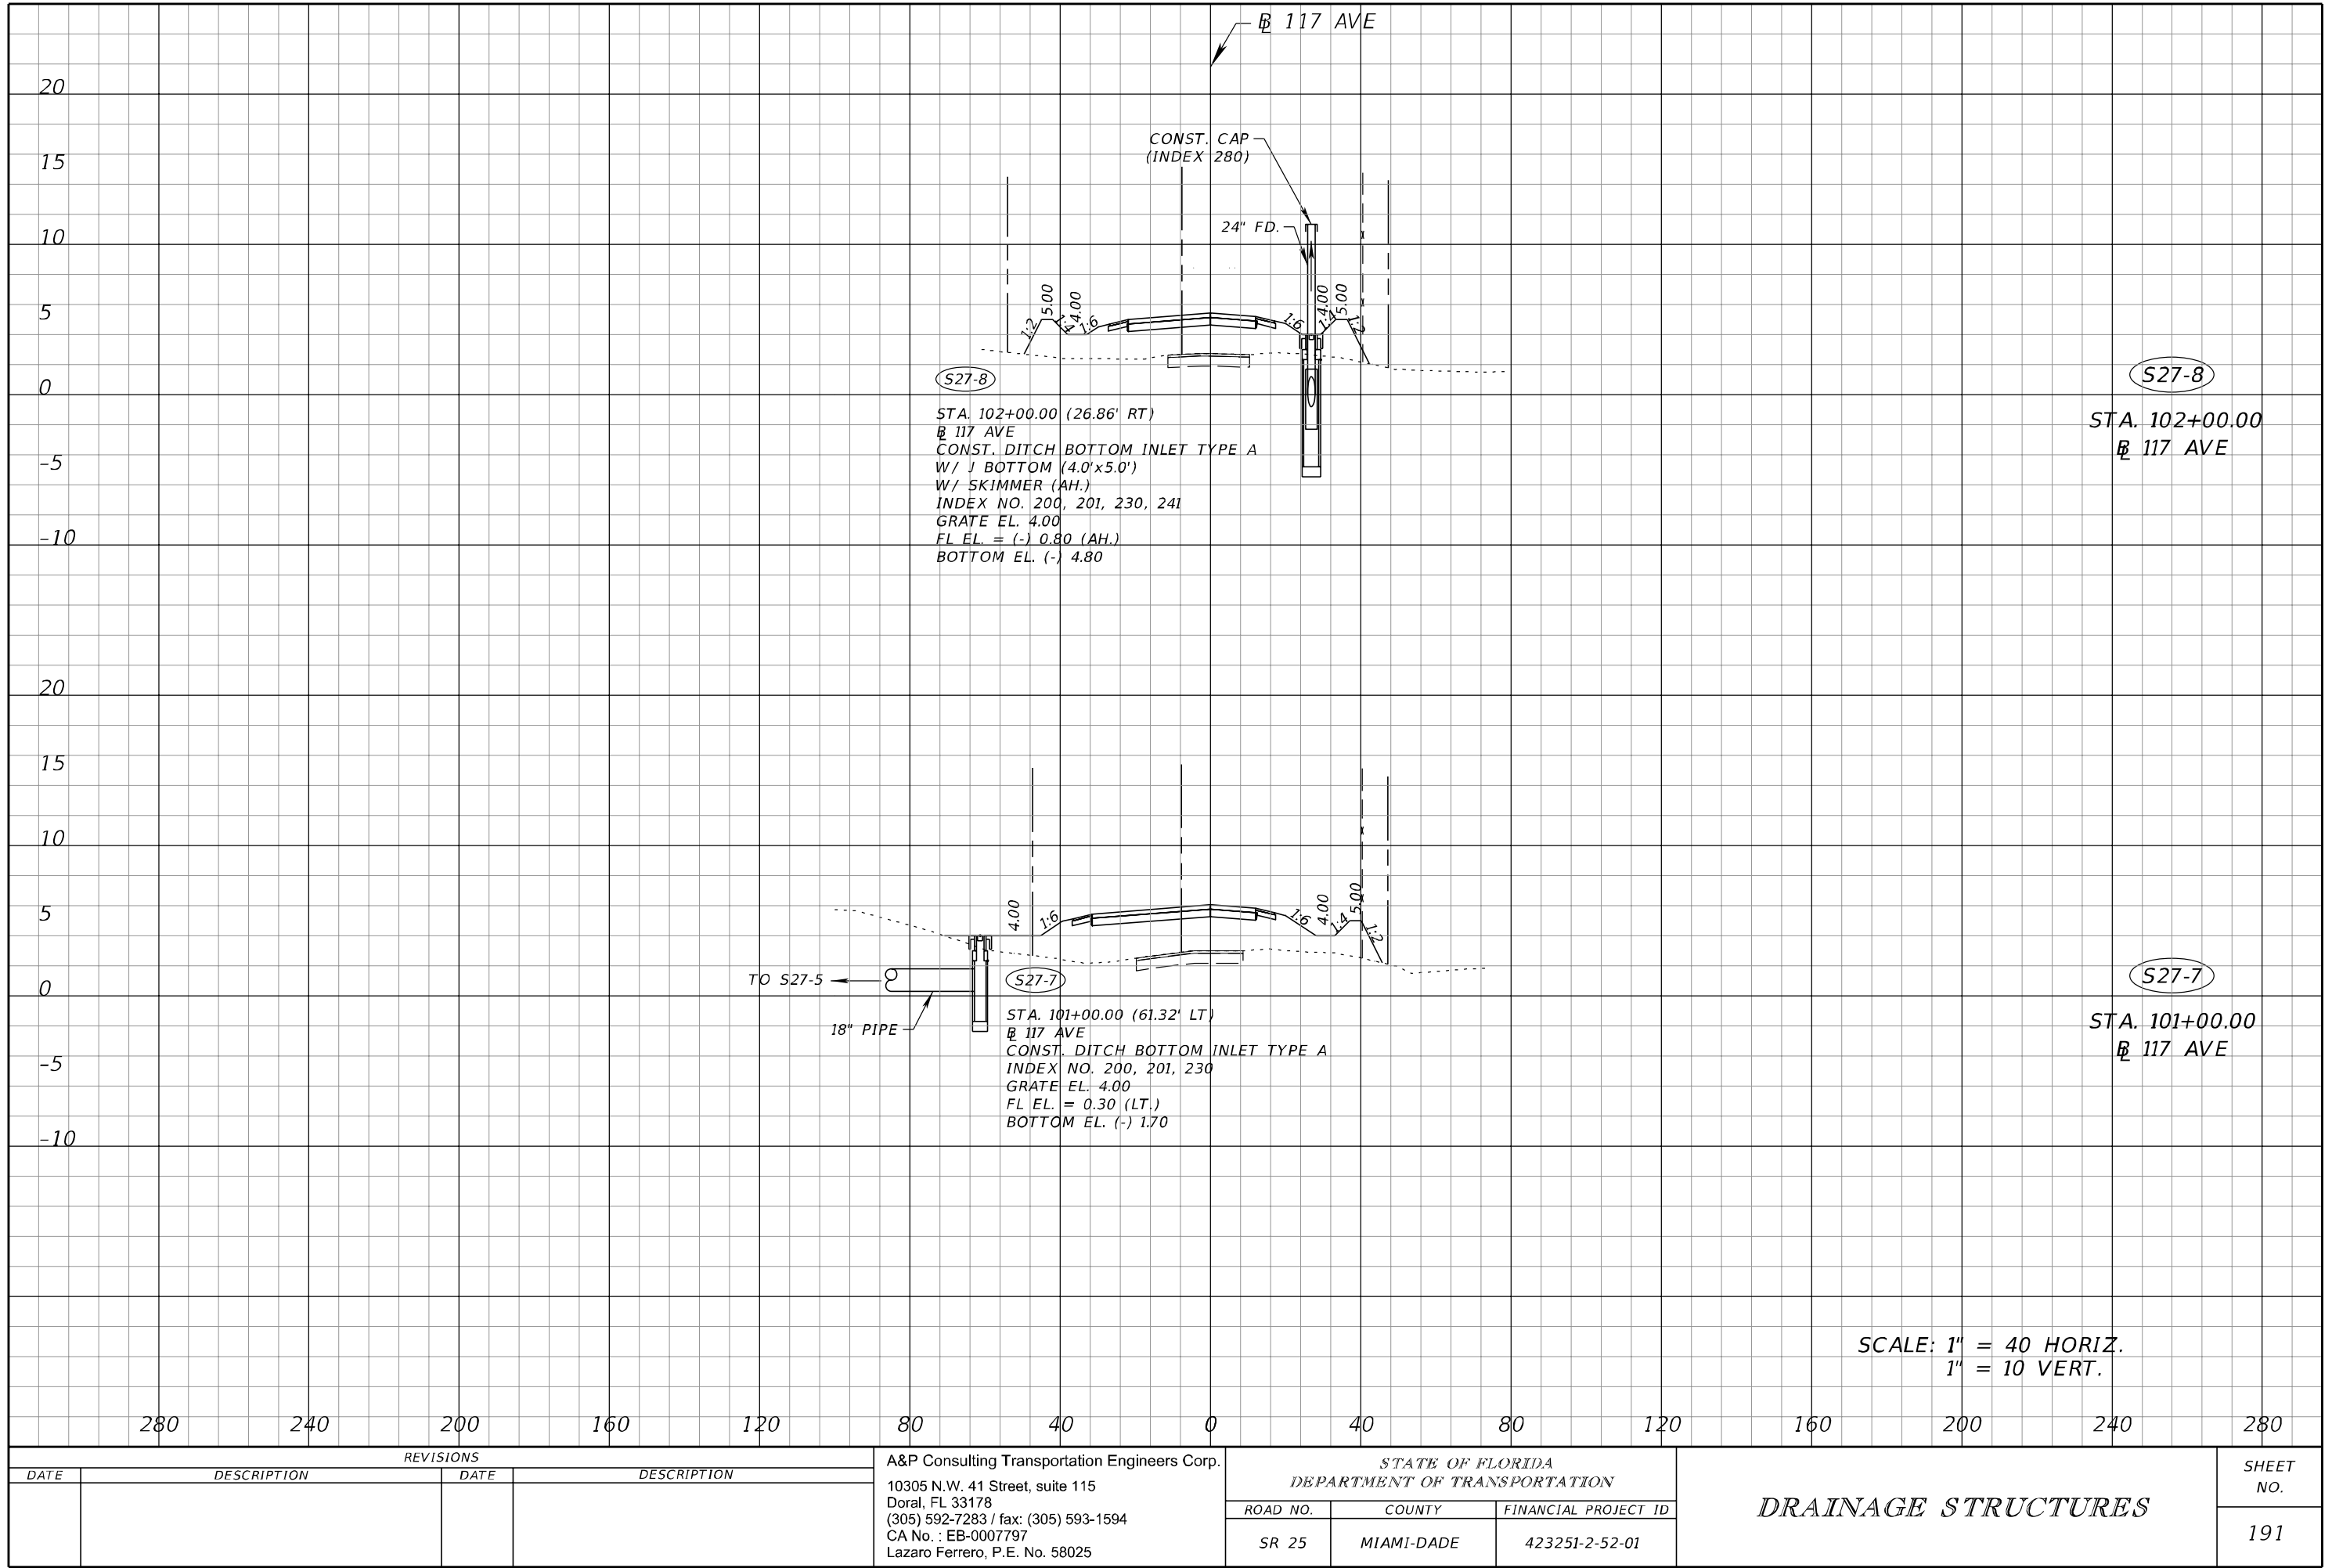 ℄ 117 AVE
20
15
10
5
0
-5
-10
CONST. CAP
(INDEX 280)
24" FD.
1:2
5.00
1:4
4.00
1:6
1:6
4.00
1:4
5.00
1:2
S27-8
STA. 102+00.00 (26.86' RT)
℄ 117 AVE
CONST. DITCH BOTTOM INLET TYPE A
W/ J BOTTOM (4.0'x5.0')
W/ SKIMMER (AH.)
INDEX NO. 200, 201, 230, 241
GRATE EL. 4.00
FL EL. = (-) 0.80 (AH.)
BOTTOM EL. (-) 4.80
S27-8
STA. 102+00.00
℄ 117 AVE
20
15
10
5
0
-5
-10
4.00
1:6
1:6
4.00
1:4
5.00
1:2
TO S27-5
18" PIPE
S27-7
STA. 101+00.00 (61.32' LT)
℄ 117 AVE
CONST. DITCH BOTTOM INLET TYPE A
INDEX NO. 200, 201, 230
GRATE EL. 4.00
FL EL. = 0.30 (LT.)
BOTTOM EL. (-) 1.70
S27-7
STA. 101+00.00
℄ 117 AVE
SCALE: 1" = 40 HORIZ.
1" = 10 VERT.
280 240 200 160 120 80 40 0 40 80 120 160 200 240 280
REVISIONS
DATE DESCRIPTION DATE DESCRIPTION
A&P Consulting Transportation Engineers Corp.
10305 N.W. 41 Street, suite 115
Doral, FL 33178
(305) 592-7283 / fax: (305) 593-1594
CA No. : EB-0007797
Lazaro Ferrero, P.E. No. 58025
STATE OF FLORIDA
DEPARTMENT OF TRANSPORTATION
ROAD NO. COUNTY FINANCIAL PROJECT ID
SR 25 MIAMI-DADE 423251-2-52-01
DRAINAGE STRUCTURES
SHEET
NO.
191